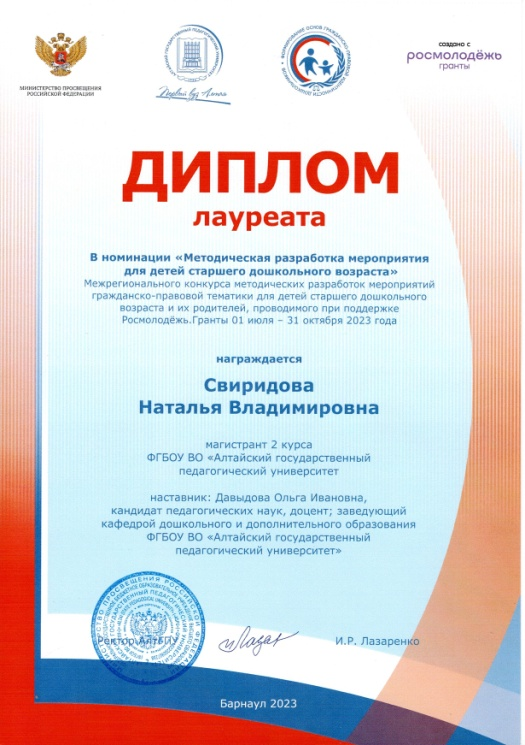 МИНИСТЕРСТВО ПРОСВЕЩЕНИЯ
РОССИЙСКОЙ ФЕДЕРАЦИИ
Первый вуз Алтая
создано с
росмолодёжь
гранты
ДИПЛОМ
лауреата
В номинации «Методическая разработка мероприятия
для детей старшего дошкольного возраста»
Межрегионального конкурса методических разработок мероприятий
гражданско-правовой тематики для детей старшего дошкольного
возраста и их родителей, проводимого при поддержке
Росмолодёжь.Гранты 01 июля – 31 октября 2023 года
награждается
Свиридова
Наталья Владимировна
магистрант 2 курса
ФГБОУ ВО «Алтайский государственный
педагогический университет
наставник: Давыдова Ольга Ивановна,
кандидат педагогических наук, доцент; заведующий
кафедрой дошкольного и дополнительного образования
ФГБОУ ВО «Алтайский государственный
педагогический университет»
Ректор АлтГПУ
И.Р. Лазаренко
Барнаул 2023